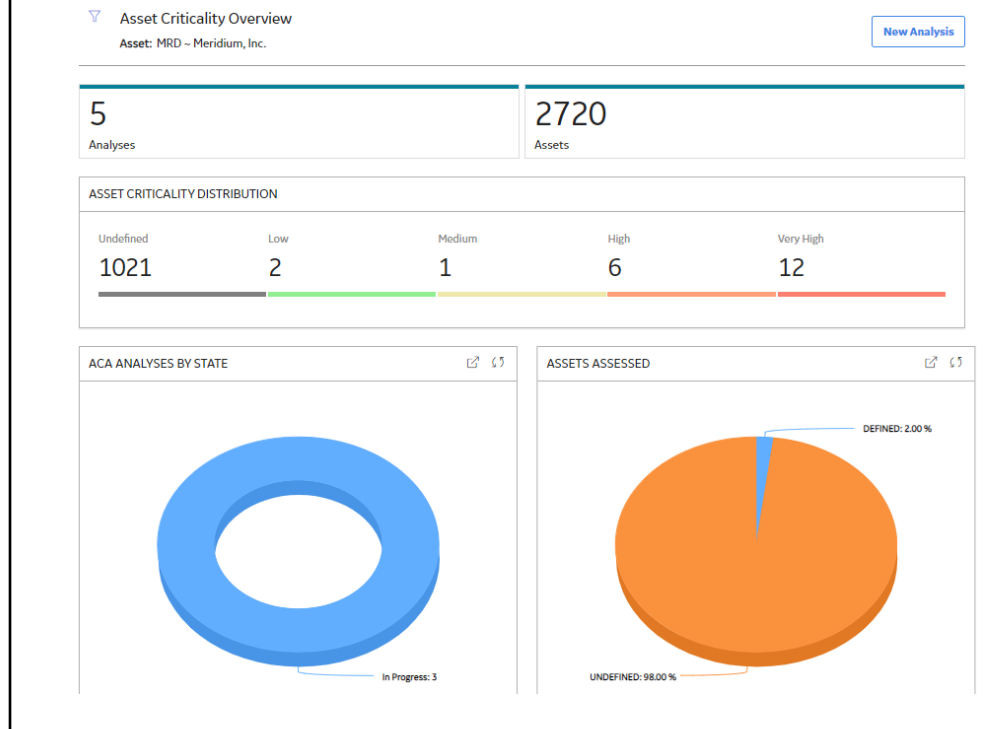 Asset Criticality Overview
Asset: MRD ~ Meridium, Inc.
New Analysis
5
Analyses
2720
Assets
ASSET CRITICALITY DISTRIBUTION
Undefined
Low
Medium
High
Very High
1021
2
1
6
12
ACA ANALYSES BY STATE
ASSETS ASSESSED
DEFINED: 2.00 %
In Progress: 3
UNDEFINED: 98.00 %